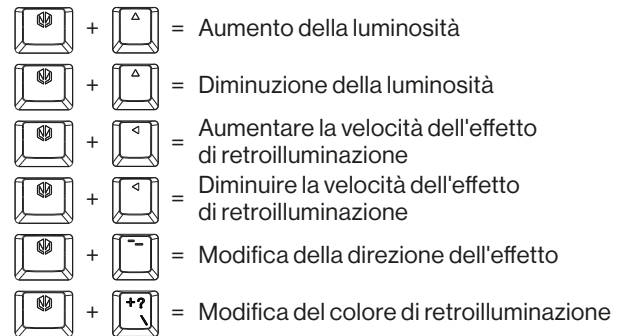 + △ = Aumento della luminosità
+ △ = Diminuzione della luminosità
+ ◁ = Aumentare la velocità dell'effetto
di retroilluminazione
+ ◁ = Diminuire la velocità dell'effetto
di retroilluminazione
+ -- = Modifica della direzione dell'effetto
+ +? \ = Modifica del colore di retroilluminazione